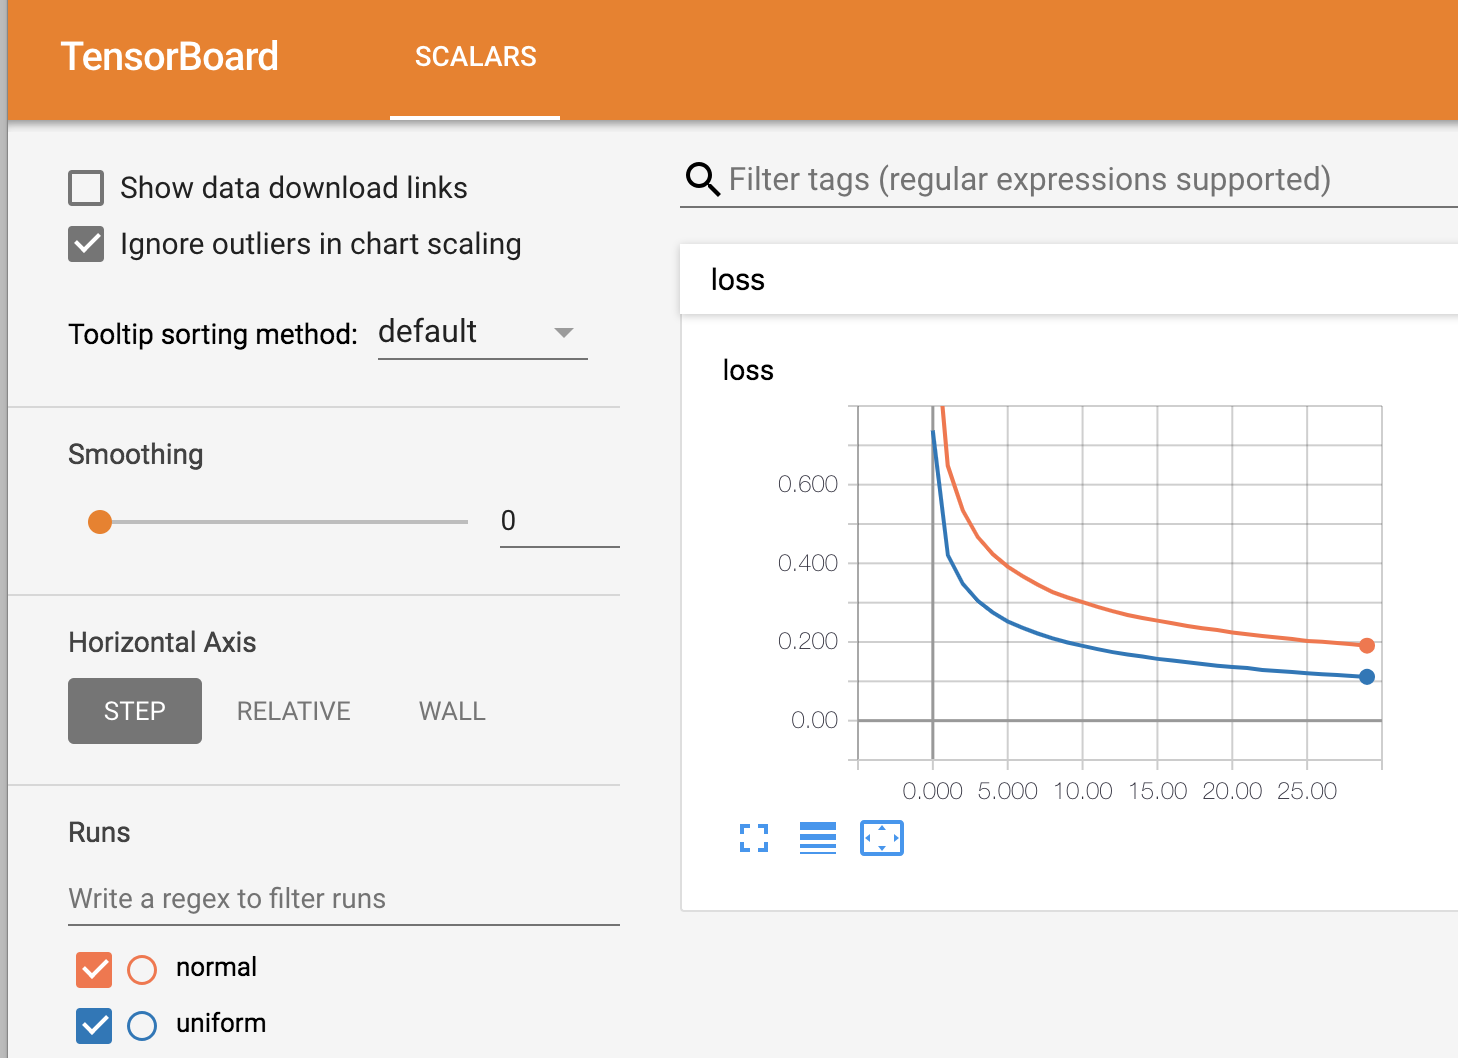 TensorBoard
SCALARS
Show data download links
Ignore outliers in chart scaling
Tooltip sorting method: default
Smoothing
0
Horizontal Axis
STEP RELATIVE WALL
Runs
Write a regex to filter runs
normal
uniform
Filter tags (regular expressions supported)
loss
loss
0.600
0.400
0.200
0.00
0.000 5.000 10.00 15.00 20.00 25.00